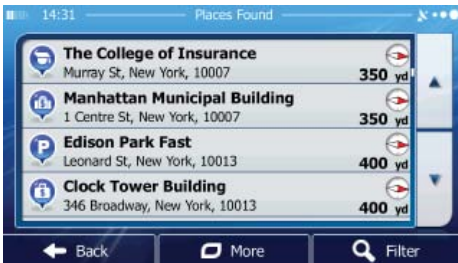 14:31 Places Found
The College of Insurance
Murray St, New York, 10007 350 yd
Manhattan Municipal Building
1 Centre St, New York, 10007 350 yd
P Edison Park Fast
Leonard St, New York, 10013 400 yd
Clock Tower Building
346 Broadway, New York, 10013 400 yd
Back More Filter